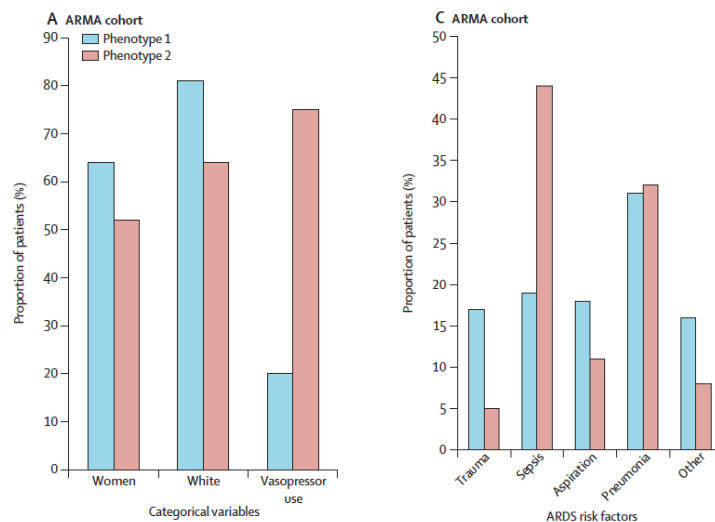 A ARMA cohort
Phenotype 1
Phenotype 2
90
80
70
60
50
40
30
20
10
0
Proportion of patients (%)
Women
White
Vasopressor
use
Categorical variables
C ARMA cohort
50
45
40
35
30
25
20
15
10
5
0
Proportion of patients (%)
Trauma
Sepsis
Aspiration
Pneumonia
Other
ARDS risk factors